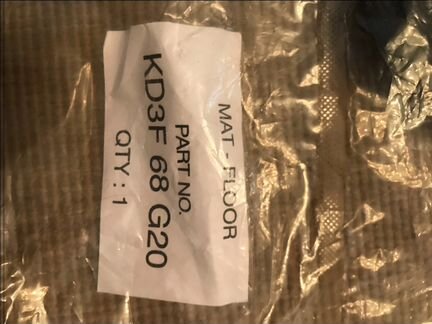 MAT - FLOOR
PART NO.
KD3F 68 G20
QTY : 1